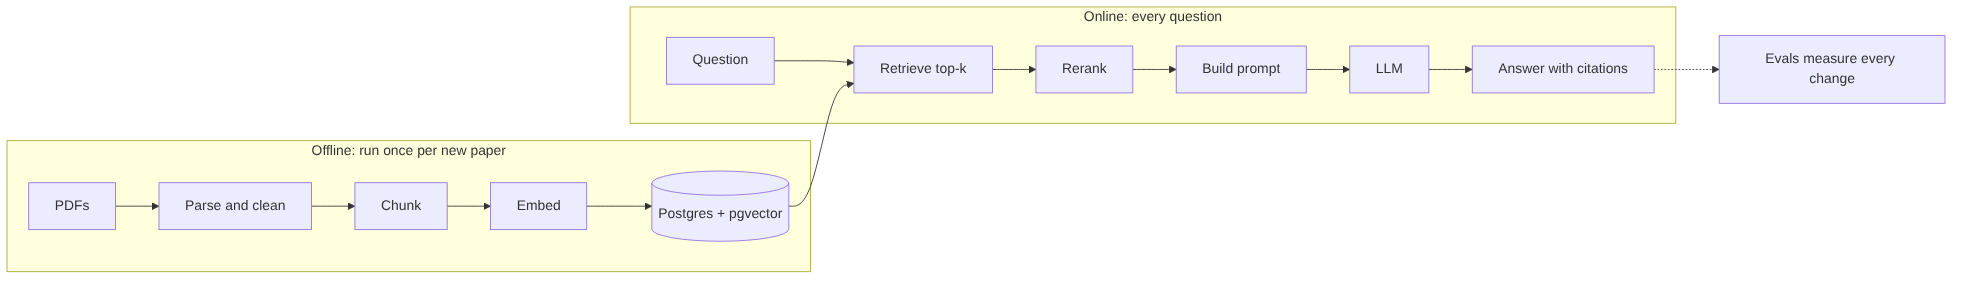 Online: every question
Question
Retrieve top-k
Rerank
Build prompt
LLM
Answer with citations
Evals measure every
change
Offline: run once per new paper
PDFs
Parse and clean
Chunk
Embed
Postgres + pgvector